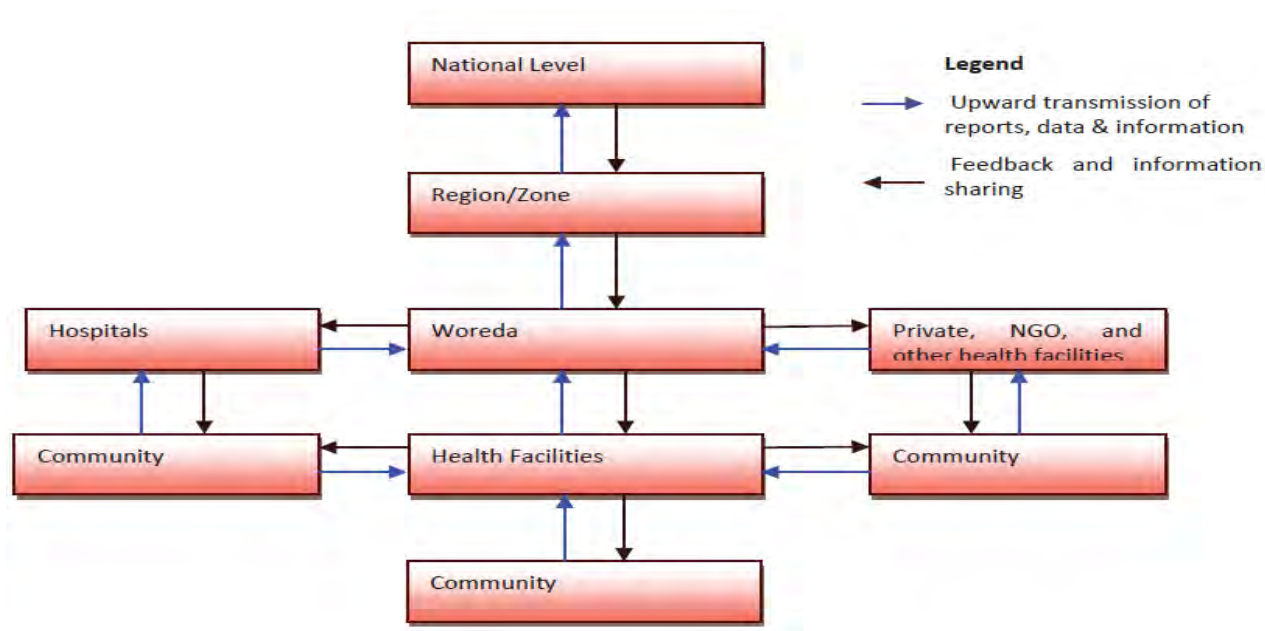 National Level
Legend
Upward transmission of
reports, data & information
Feedback and information
sharing
Region/Zone
Hospitals
Woreda
Private, NGO, and
other health facilities
Community
Health Facilities
Community
Community